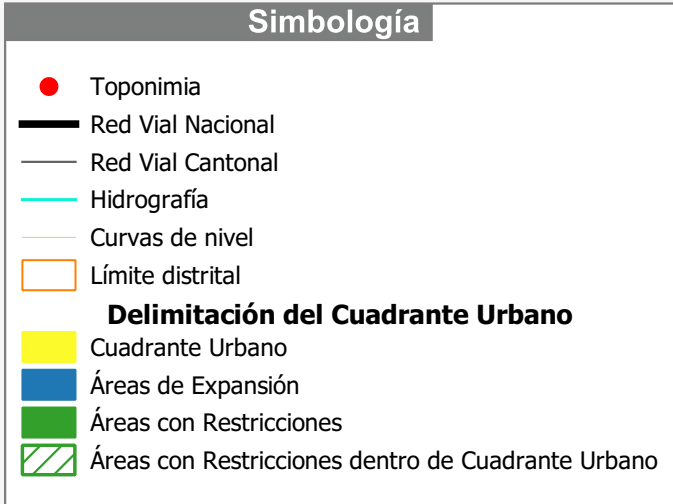 Simbología
Toponimia
Red Vial Nacional
Red Vial Cantonal
Hidrografía
Curvas de nivel
Límite distrital
Delimitación del Cuadrante Urbano
Cuadrante Urbano
Áreas de Expansión
Áreas con Restricciones
Áreas con Restricciones dentro de Cuadrante Urbano